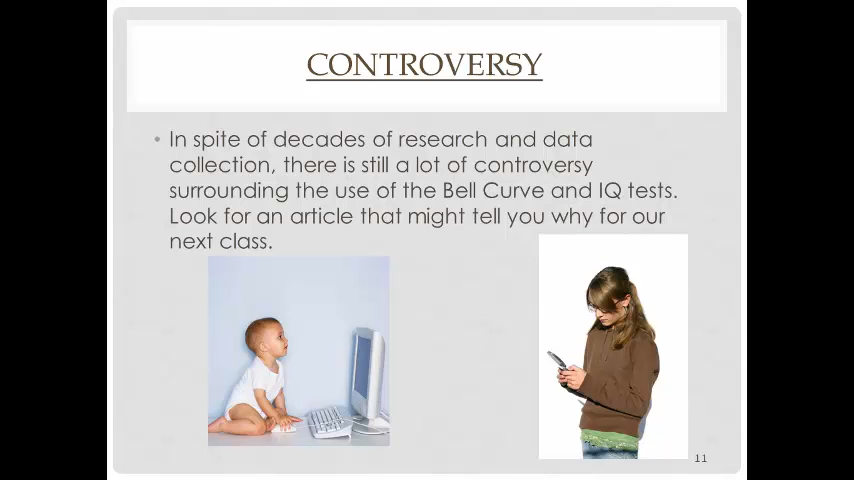 CONTROVERSY
• In spite of decades of research and data
collection, there is still a lot of controversy
surrounding the use of the Bell Curve and IQ tests.
Look for an article that might tell you why for our
next class.
11